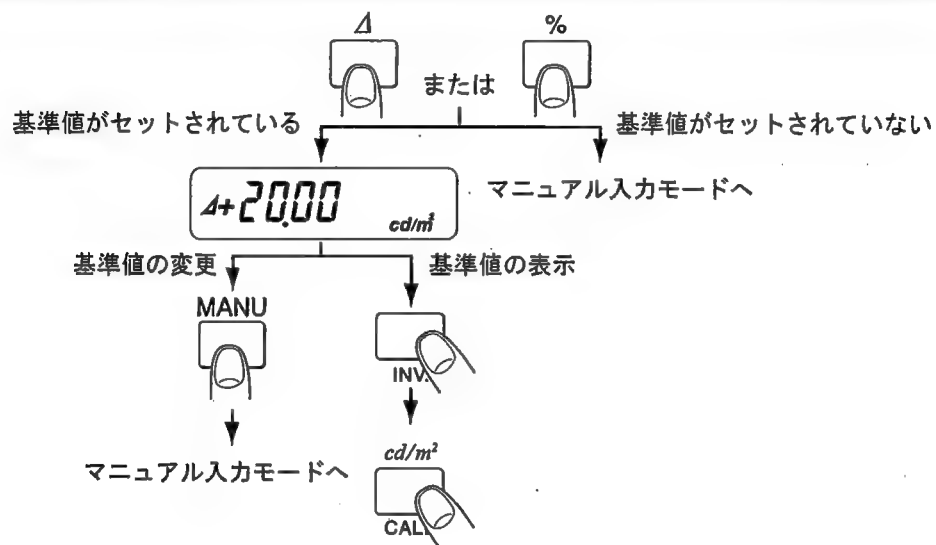 ⊿
%
または
基準値がセットされている
基準値がセットされていない
マニュアル入力モードへ
⊿+20.00 cd/m²
基準値の変更
基準値の表示
MANU
INV.
マニュアル入力モードへ
cd/m²
CALL